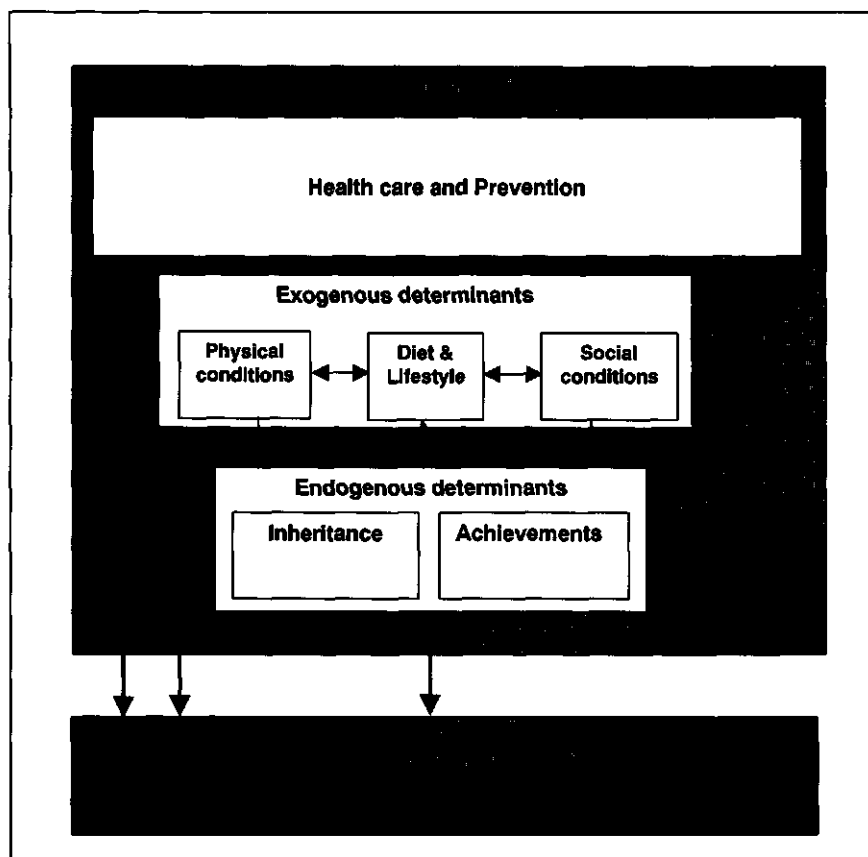 Health care and Prevention
Exogenous determinants
Physical
conditions
Diet &
Lifestyle
Social
conditions
Endogenous determinants
Inheritance
Achievements